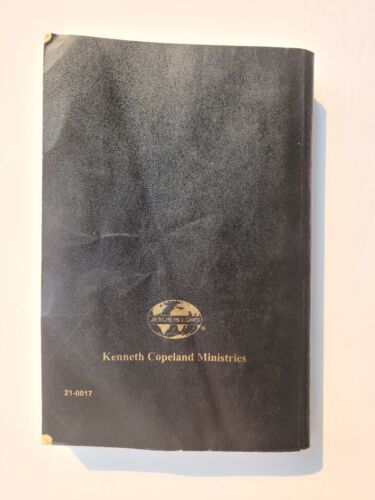 JESUS IS LORD
®
Kenneth Copeland Ministries
21-0017